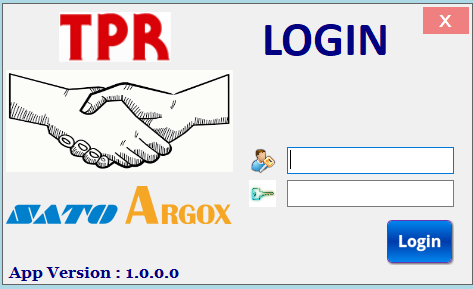 TPR
LOGIN
X
SATO ARGOX
Login
App Version : 1.0.0.0